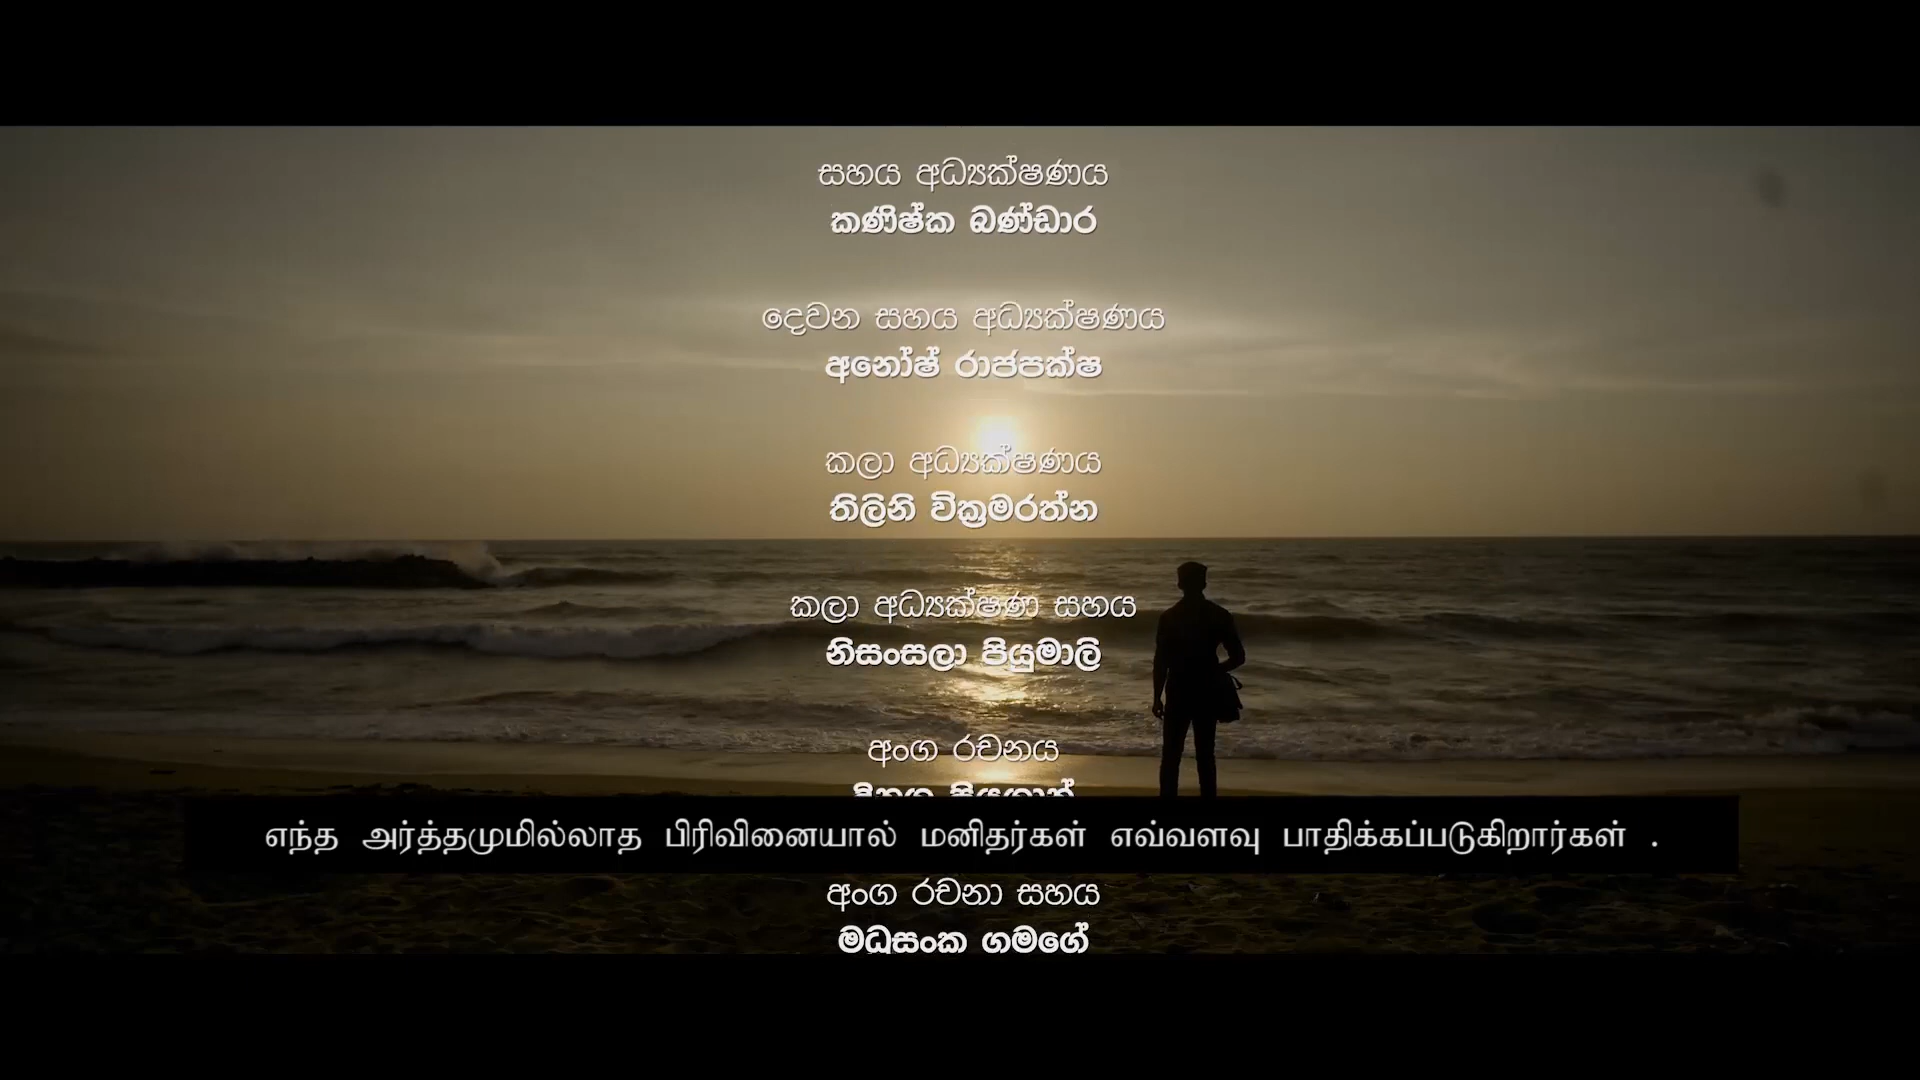 සහය අධ්‍යක්ෂණය
කණිෂ්ක බණ්ඩාර
දෙවන සහය අධ්‍යක්ෂණය
අනෝෂ් රාජපක්ෂ
කලා අධ්‍යක්ෂණය
තිලිනි වික්‍රමරත්න
කලා අධ්‍යක්ෂණ සහය
නිසංසලා පියුමාලි
අංග රචනය
எந்த அர்த்தமுமில்லாத பிரிவினையால் மனிதர்கள் எவ்வளவு பாதிக்கப்படுகிறார்கள் .
අංග රචනා සහය
මධුසංක ගමගේ